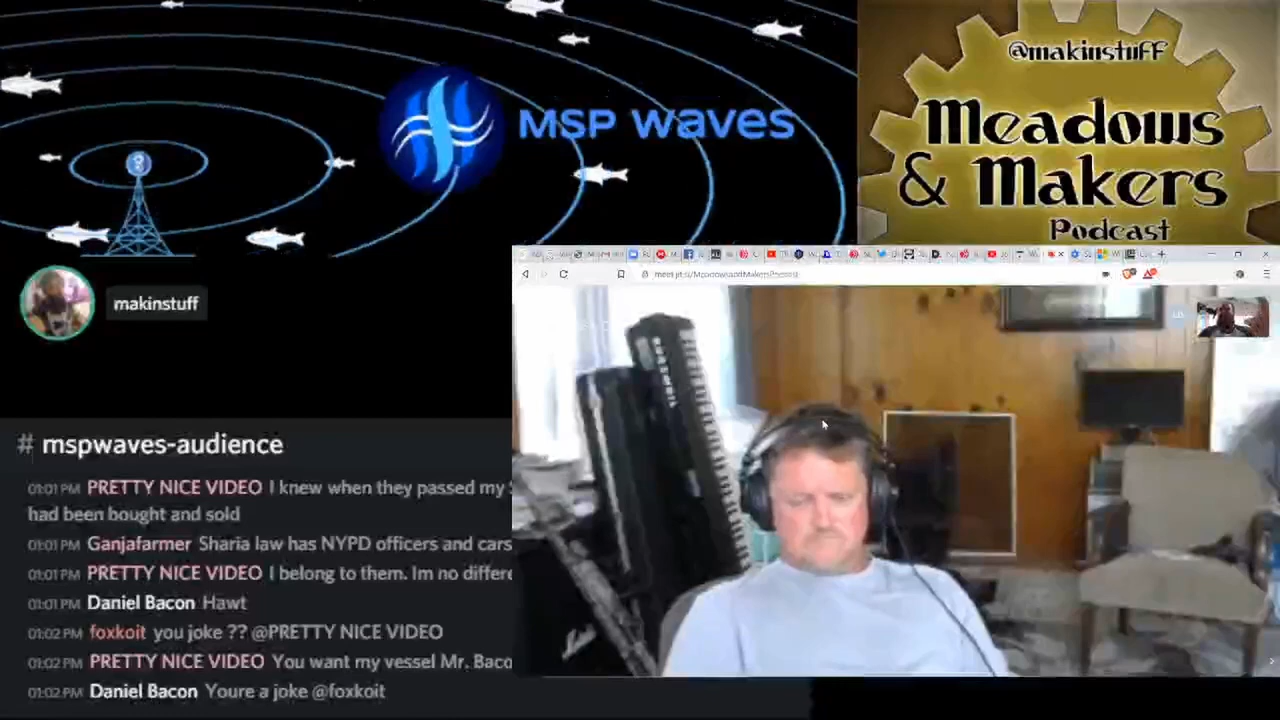 @makinstuff
MSP WAVES
Meadows
& Makers
Podcast
makinstuff
# mspwaves-audience
01:01 PM PRETTY NICE VIDEO I knew when they passed my
had been bought and sold
01:01 PM Ganjafarmer Sharia law has NYPD officers and cars
01:01 PM PRETTY NICE VIDEO I belong to them. Im no differe
01:01 PM Daniel Bacon Hawt
01:02 PM foxkoit you joke ?? @PRETTY NICE VIDEO
01:02 PM PRETTY NICE VIDEO You want my vessel Mr. Baco
01:02 PM Daniel Bacon Youre a joke @foxkoit